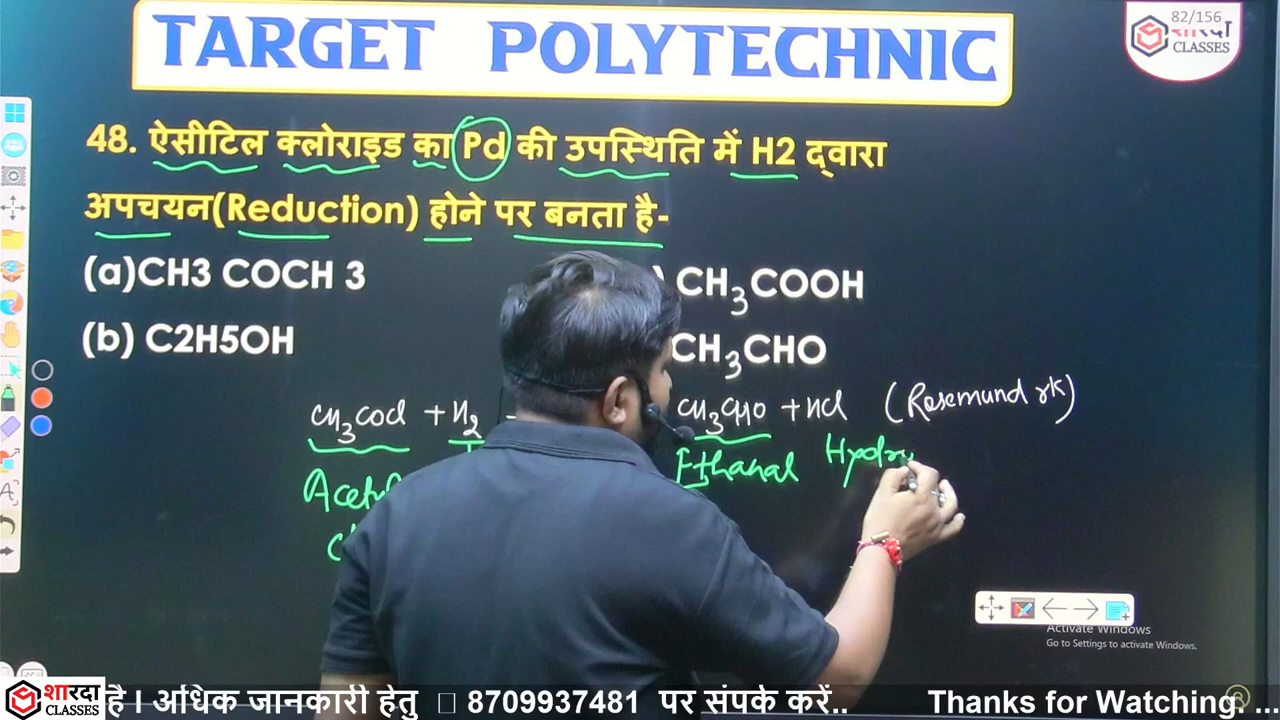 TARGET POLYTECHNIC
82/156
शारदा
CLASSES
48. ऐसीटिल क्लोराइड का Pd की उपस्थिति में H2 द्वारा
अपचयन(Reduction) होने पर बनता है-
(a)CH3 COCH 3
) CH3COOH
(b) C2H5OH
CH3CHO
CH3COCl + H2
CH3CHO + HCl (Rosemund rk)
Ethanal
Activate Windows
Go to Settings to activate Windows.
शारदा
CLASSES
है। अधिक जानकारी हेतु 8709937481 पर संपर्क करें.. Thanks for Watching. ...